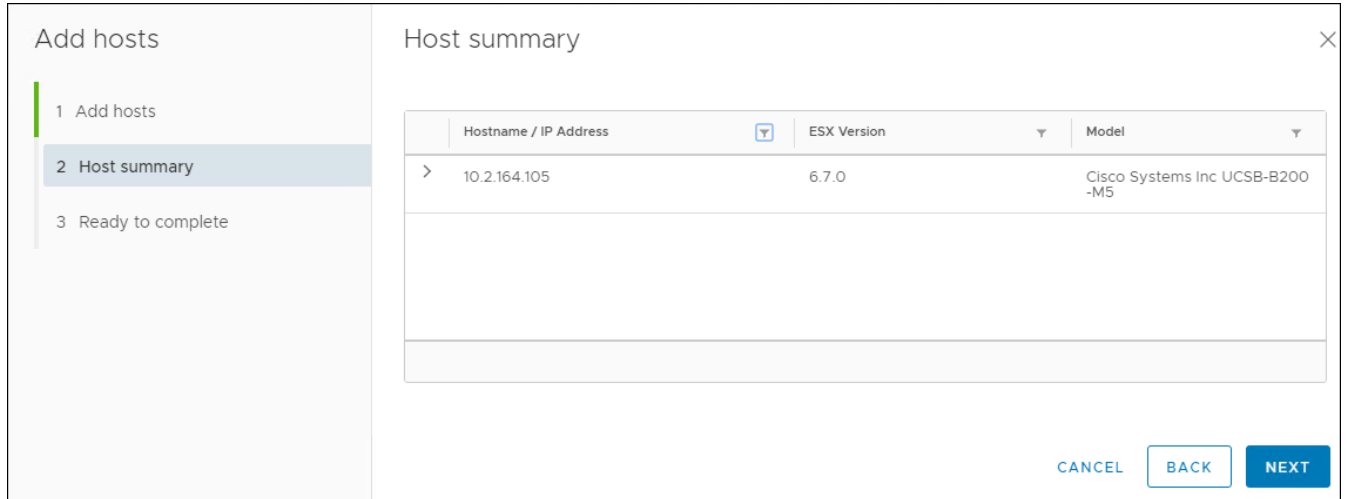 Add hosts
1 Add hosts
2 Host summary
3 Ready to complete
Host summary
Hostname / IP Address ESX Version Model
10.2.164.105 6.7.0 Cisco Systems Inc UCSB-B200
-M5
CANCEL BACK NEXT